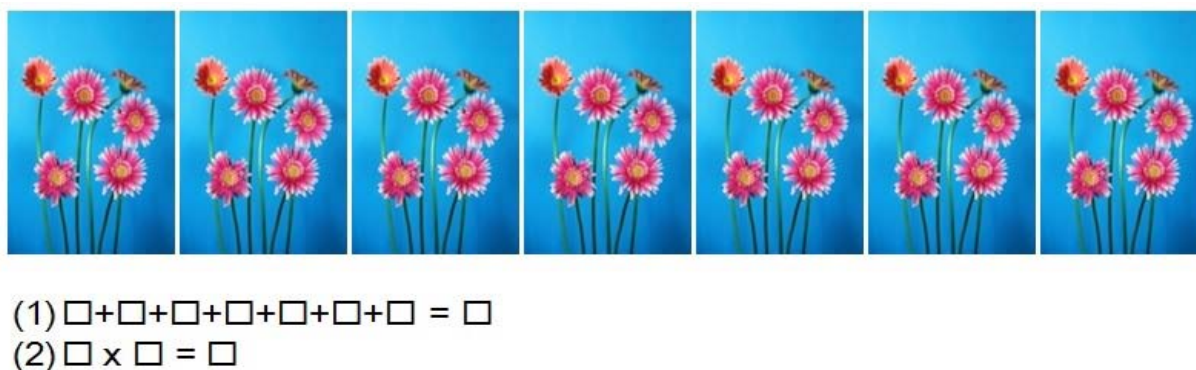 (1) □+□+□+□+□+□+□ = □
(2) □ x □ = □